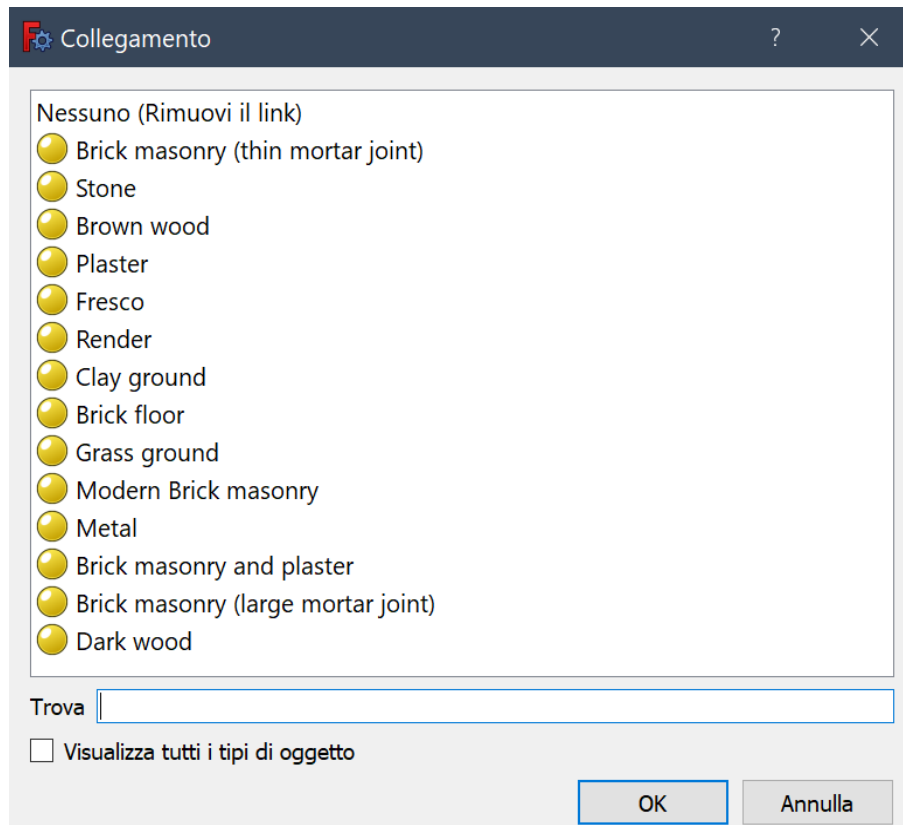 Collegamento
Nessuno (Rimuovi il link)
Brick masonry (thin mortar joint)
Stone
Brown wood
Plaster
Fresco
Render
Clay ground
Brick floor
Grass ground
Modern Brick masonry
Metal
Brick masonry and plaster
Brick masonry (large mortar joint)
Dark wood
Trova
Visualizza tutti i tipi di oggetto
OK Annulla